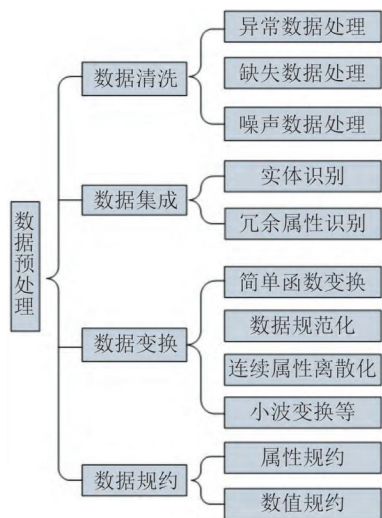 数据预处理
数据清洗
异常数据处理
缺失数据处理
噪声数据处理
数据集成
实体识别
冗余属性识别
数据变换
简单函数变换
数据规范化
连续属性离散化
小波变换等
数据规约
属性规约
数值规约